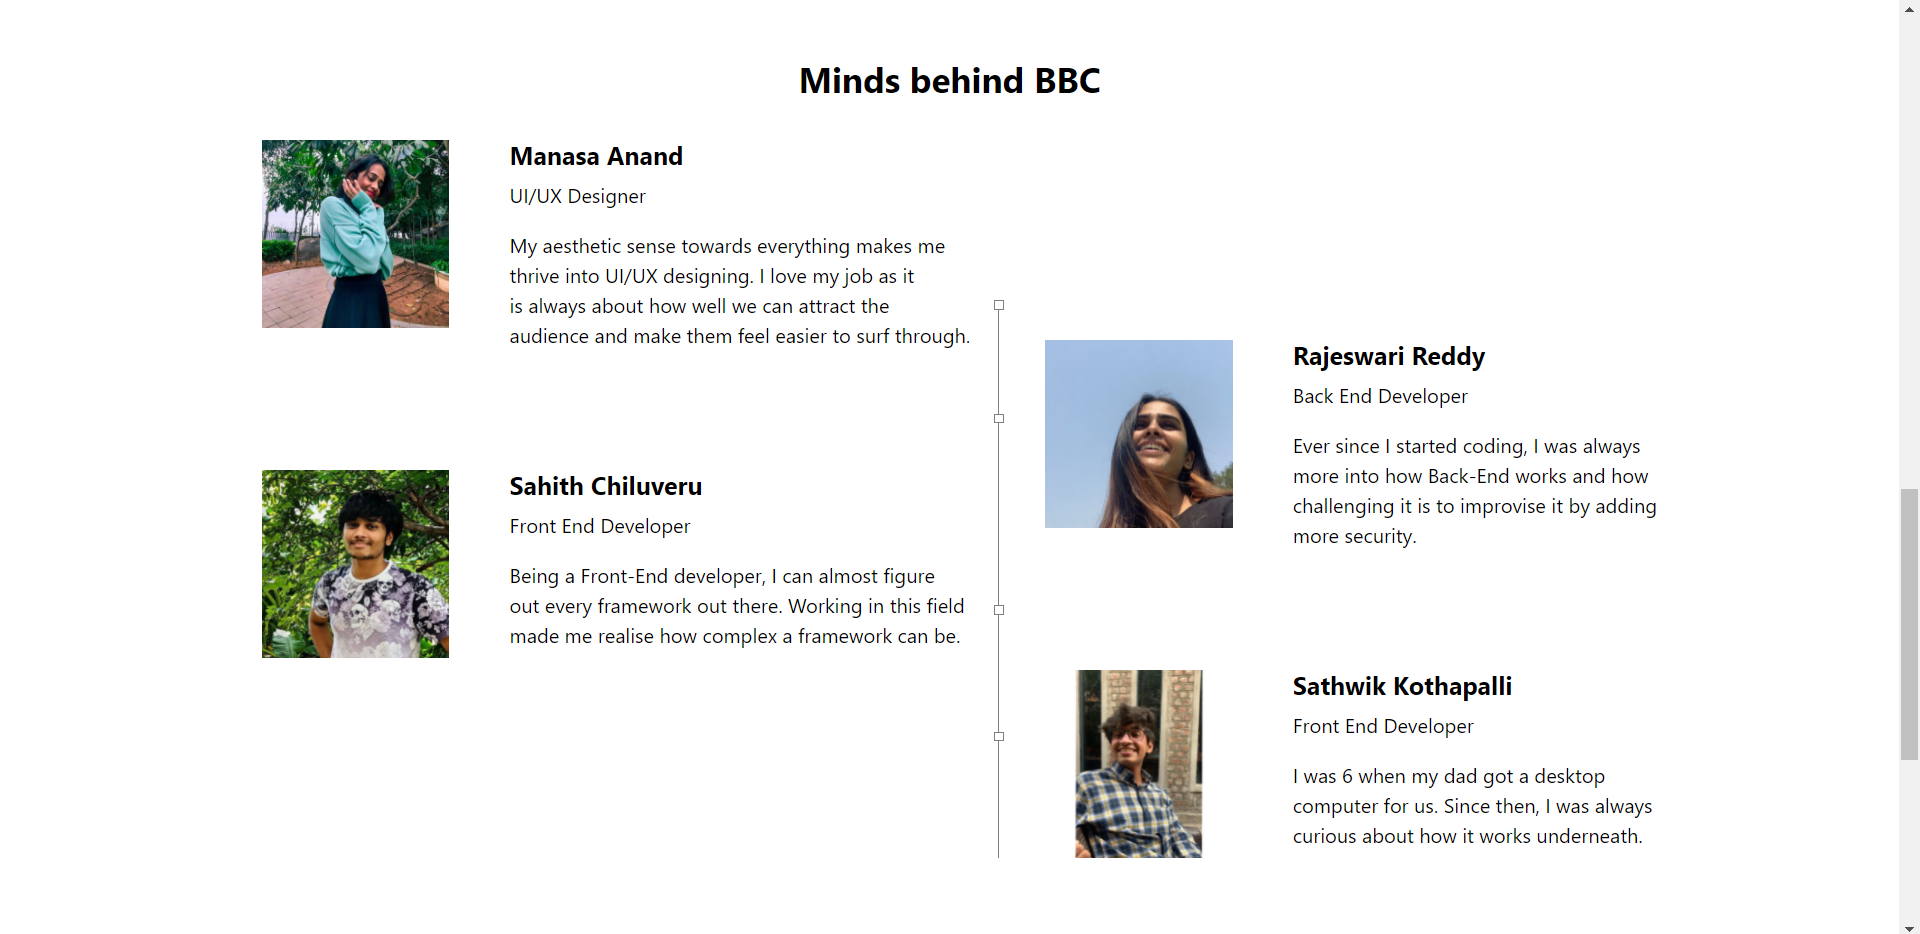 Minds behind BBC
Manasa Anand
UI/UX Designer
My aesthetic sense towards everything makes me
thrive into UI/UX designing. I love my job as it
is always about how well we can attract the
audience and make them feel easier to surf through.
Rajeswari Reddy
Back End Developer
Ever since I started coding, I was always
more into how Back-End works and how
challenging it is to improvise it by adding
more security.
Sahith Chiluveru
Front End Developer
Being a Front-End developer, I can almost figure
out every framework out there. Working in this field
made me realise how complex a framework can be.
Sathwik Kothapalli
Front End Developer
I was 6 when my dad got a desktop
computer for us. Since then, I was always
curious about how it works underneath.